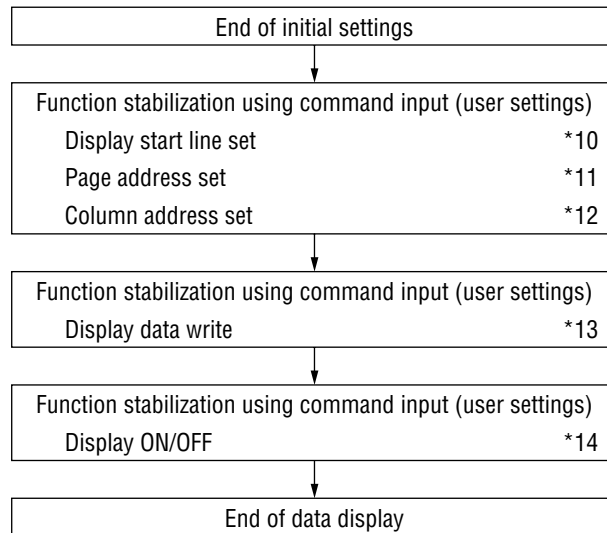 End of initial settings
Function stabilization using command input (user settings)
Display start line set *10
Page address set *11
Column address set *12
Function stabilization using command input (user settings)
Display data write *13
Function stabilization using command input (user settings)
Display ON/OFF *14
End of data display